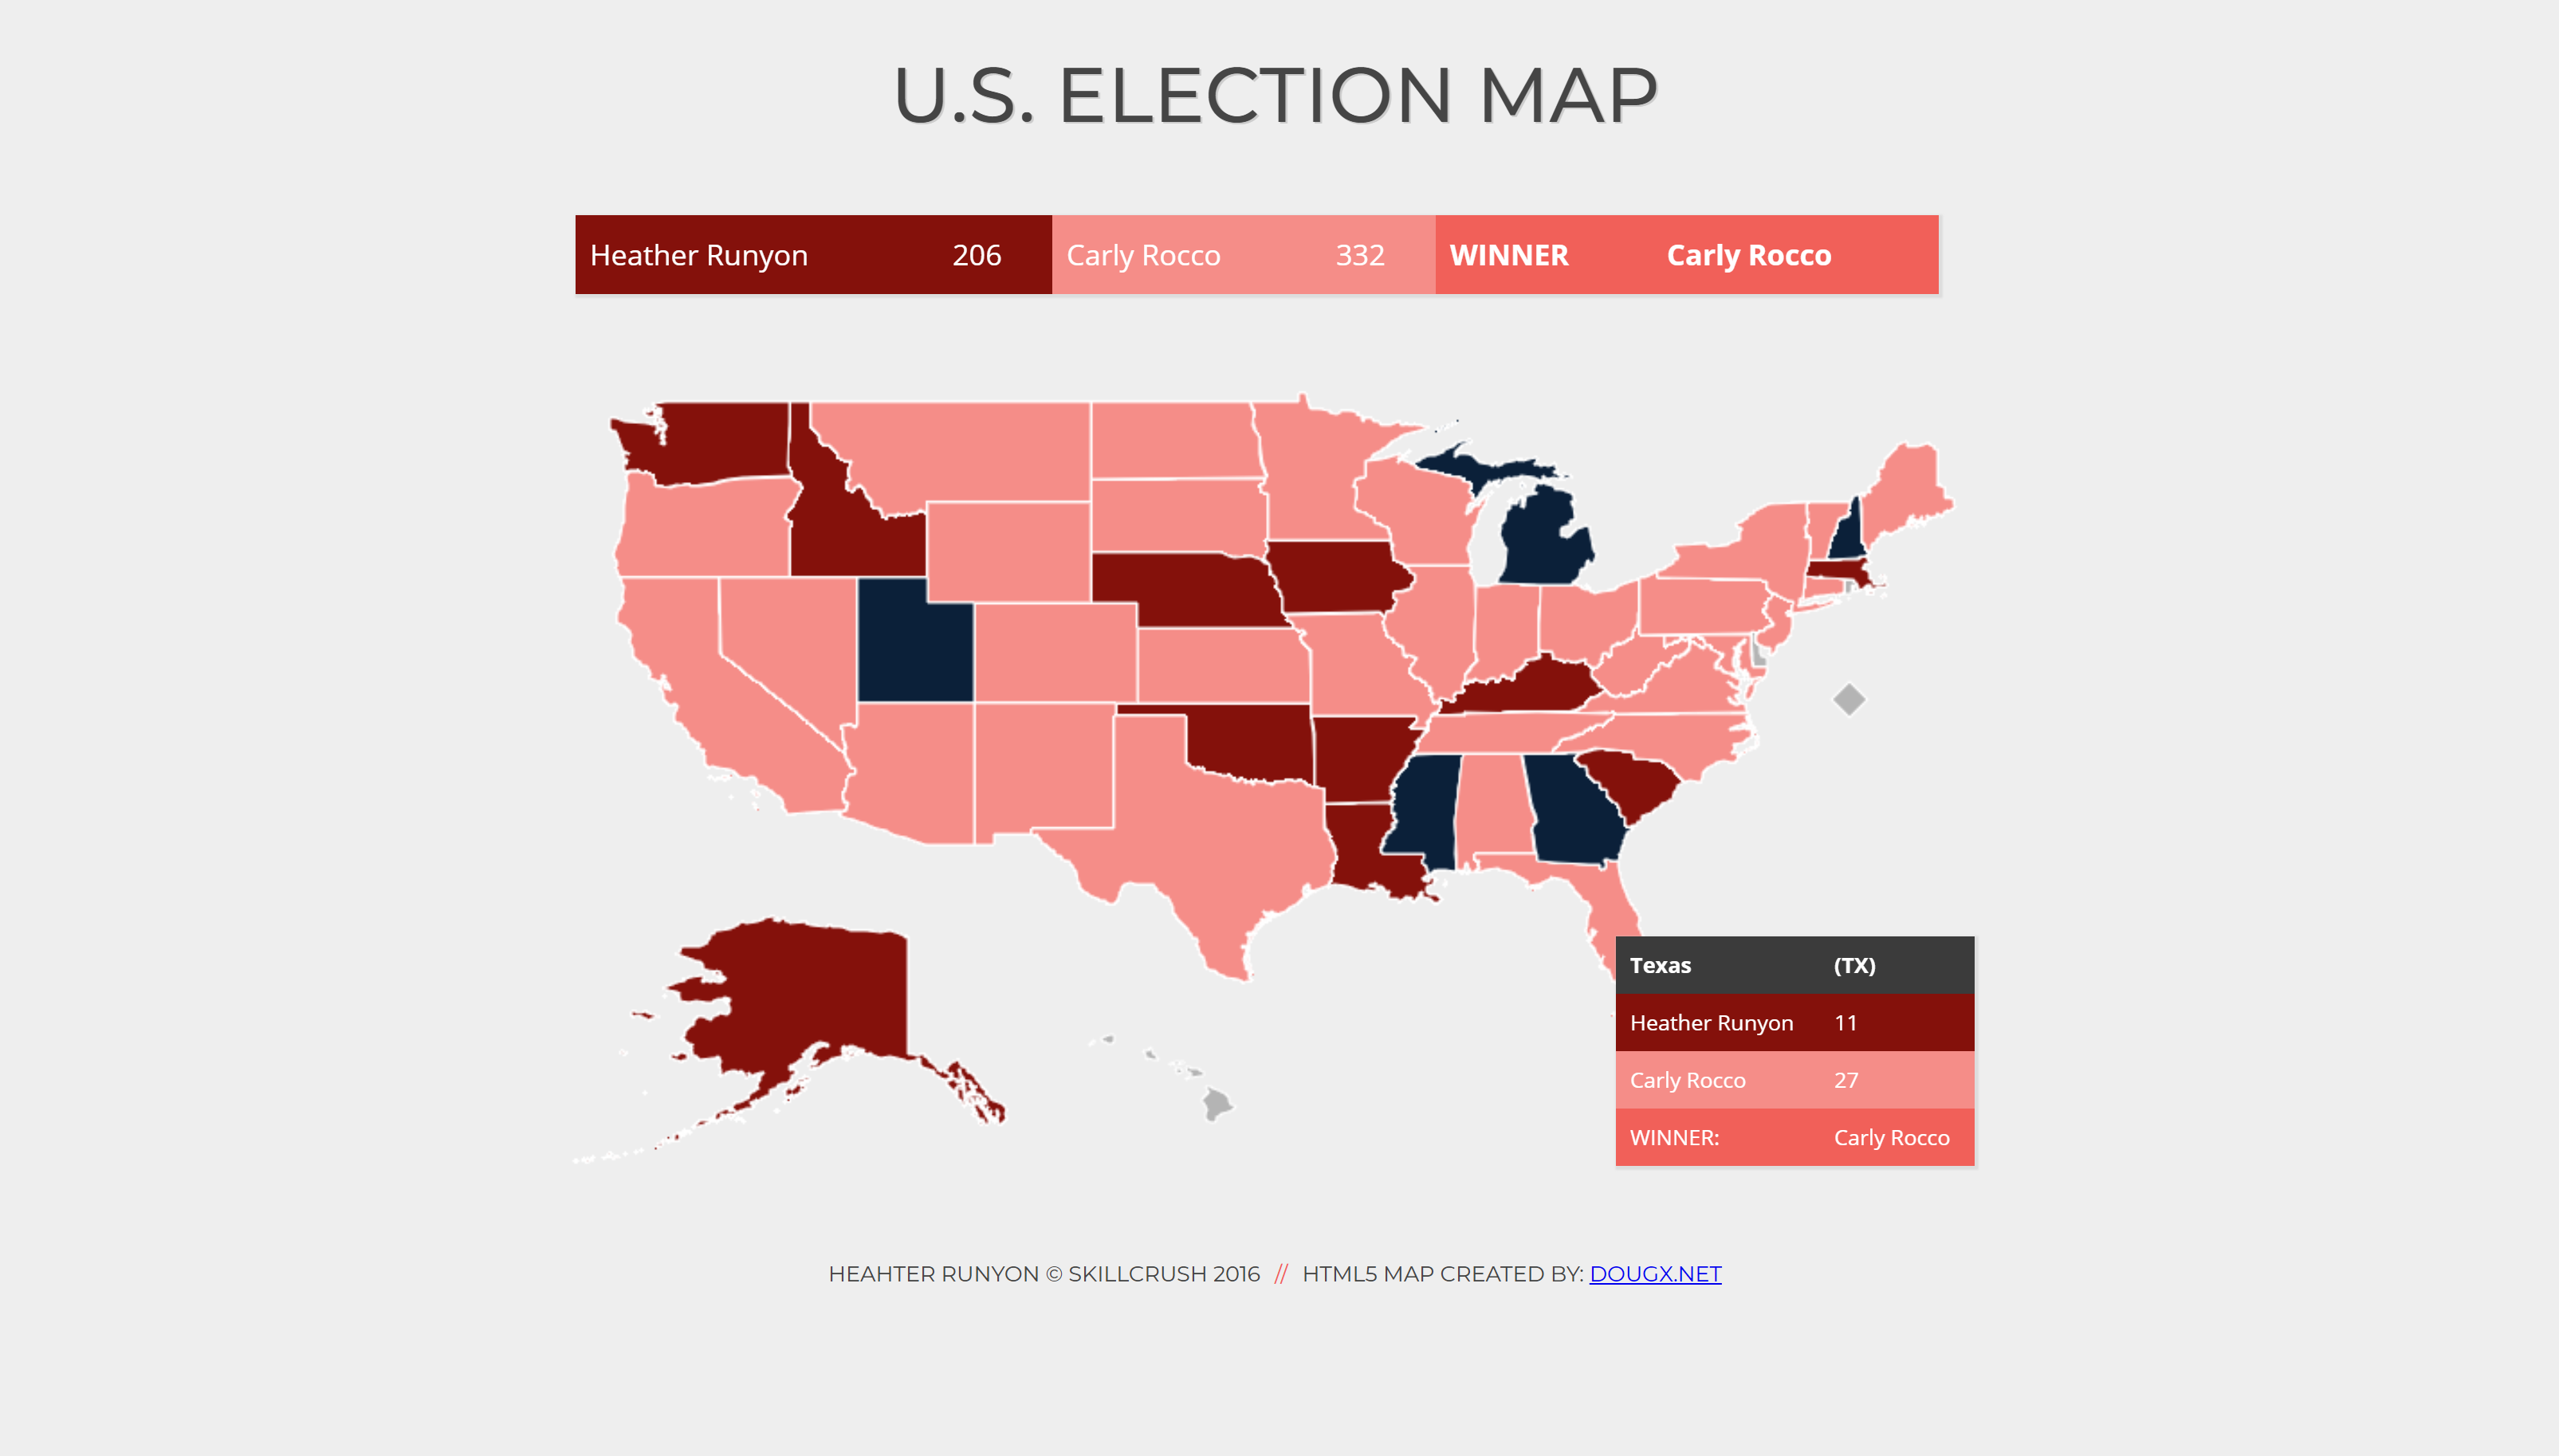 U.S. ELECTION MAP
Heather Runyon 206 Carly Rocco 332 WINNER Carly Rocco
Texas (TX)
Heather Runyon 11
Carly Rocco 27
WINNER: Carly Rocco
HEAHTER RUNYON © SKILLCRUSH 2016 // HTML5 MAP CREATED BY: DOUGX.NET